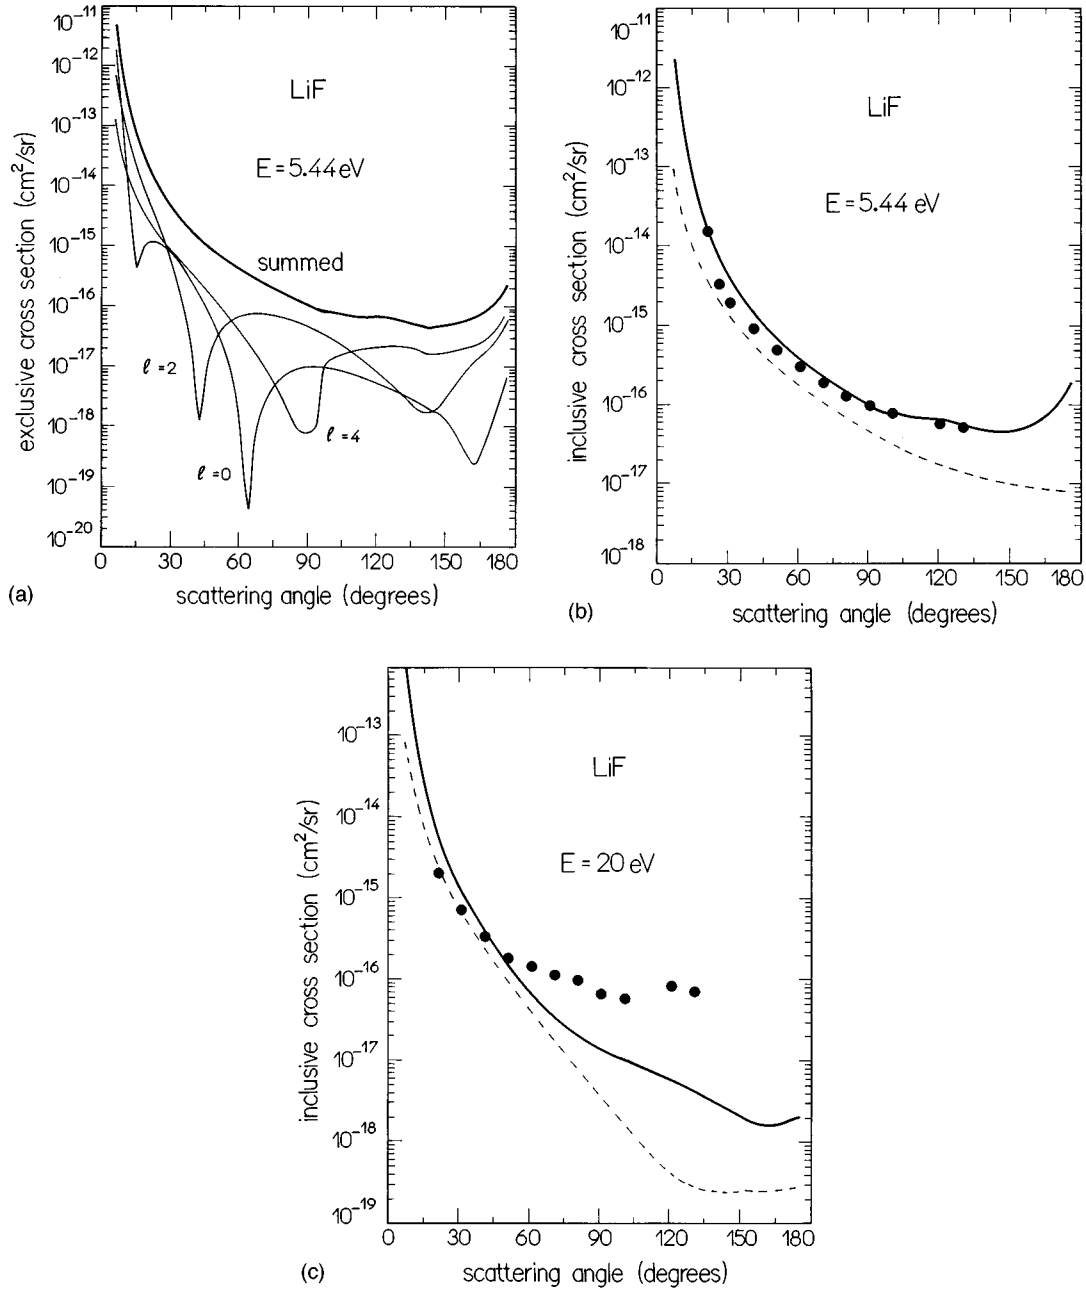 10⁻¹¹
10⁻¹²
10⁻¹³
10⁻¹⁴
10⁻¹⁵
10⁻¹⁶
10⁻¹⁷
10⁻¹⁸
10⁻¹⁹
10⁻²⁰
exclusive cross section (cm²/sr)
LiF
E = 5.44 eV
summed
ℓ = 2
ℓ = 4
ℓ = 0
0 30 60 90 120 150 180
scattering angle (degrees)
(a)
10⁻¹¹
10⁻¹²
10⁻¹³
10⁻¹⁴
10⁻¹⁵
10⁻¹⁶
10⁻¹⁷
10⁻¹⁸
inclusive cross section (cm²/sr)
LiF
E = 5.44 eV
0 30 60 90 120 150 180
scattering angle (degrees)
(b)
10⁻¹³
10⁻¹⁴
10⁻¹⁵
10⁻¹⁶
10⁻¹⁷
10⁻¹⁸
10⁻¹⁹
inclusive cross section (cm²/sr)
LiF
E = 20 eV
0 30 60 90 120 150 180
scattering angle (degrees)
(c)